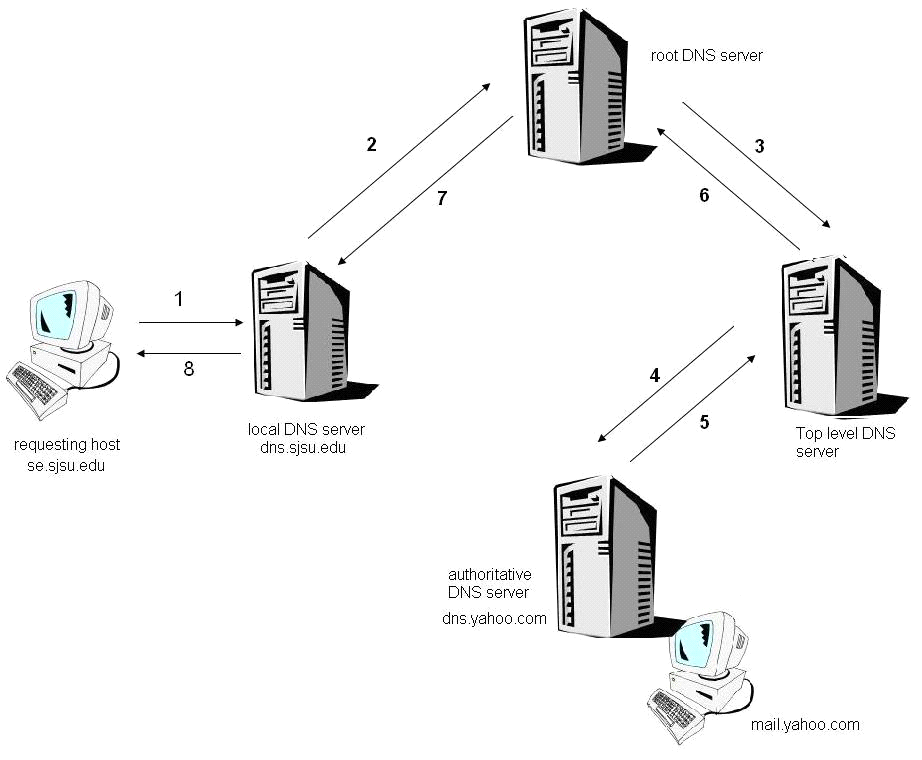 root DNS server
2
3
7
6
1
8
local DNS server
dns.sjsu.edu
requesting host
se.sjsu.edu
4
5
Top level DNS
server
authoritative
DNS server
dns.yahoo.com
mail.yahoo.com